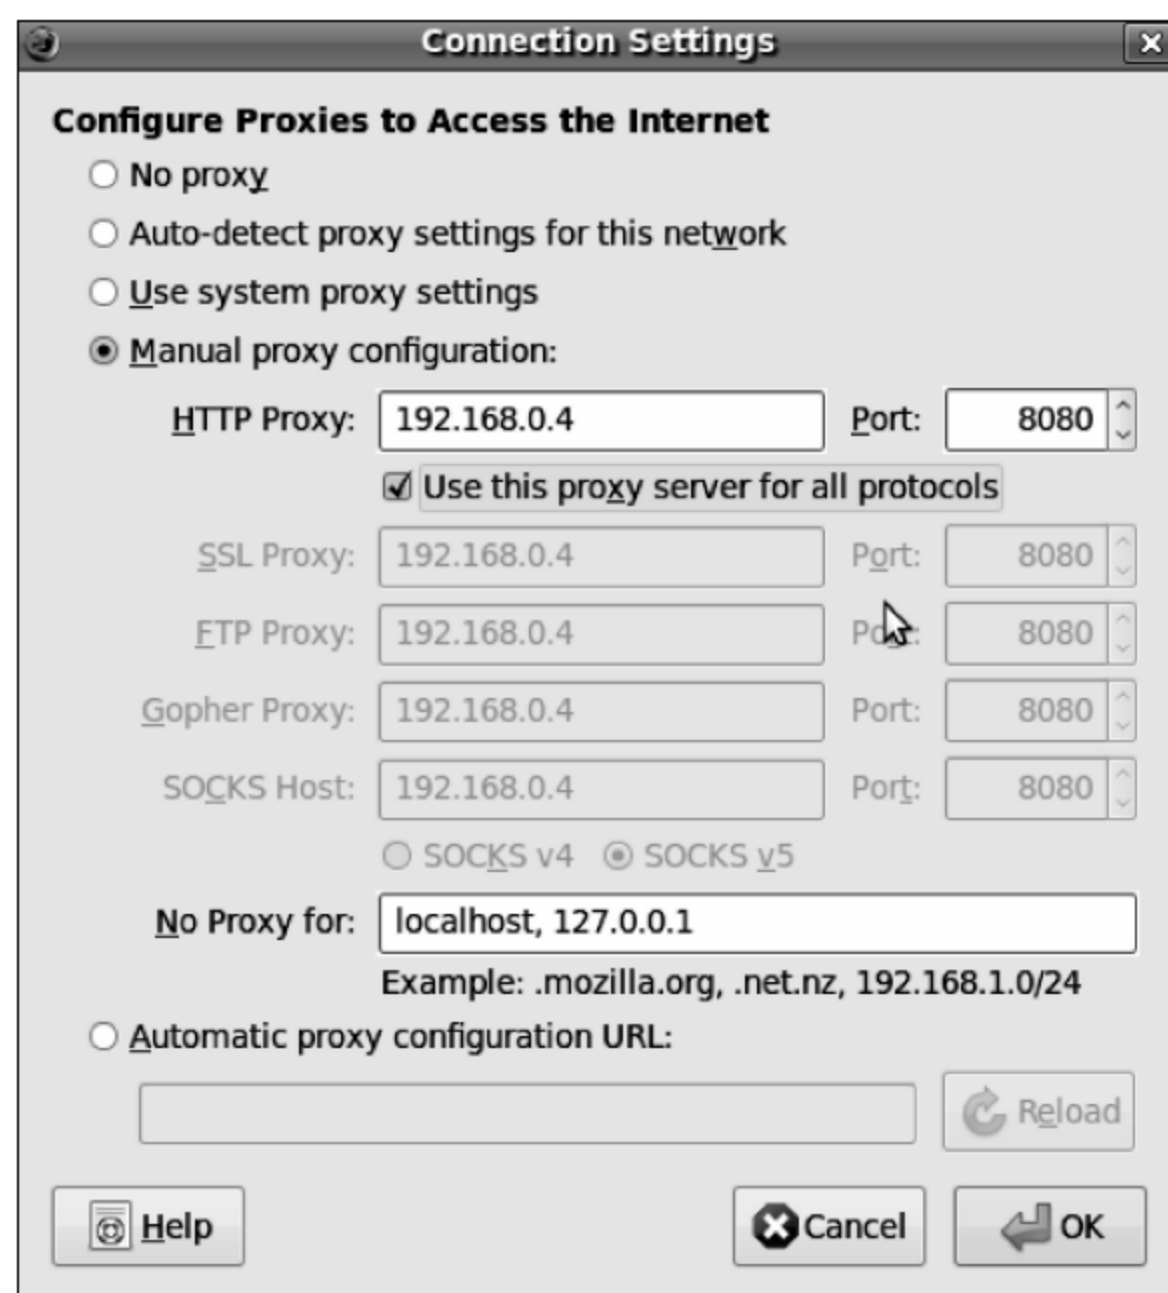 Connection Settings
Configure Proxies to Access the Internet
No proxy
Auto-detect proxy settings for this network
Use system proxy settings
Manual proxy configuration:
HTTP Proxy: 192.168.0.4 Port: 8080
Use this proxy server for all protocols
SSL Proxy: 192.168.0.4 Port: 8080
FTP Proxy: 192.168.0.4 Port: 8080
Gopher Proxy: 192.168.0.4 Port: 8080
SOCKS Host: 192.168.0.4 Port: 8080
SOCKS v4 SOCKS v5
No Proxy for: localhost, 127.0.0.1
Example: .mozilla.org, .net.nz, 192.168.1.0/24
Automatic proxy configuration URL:
Reload
Help Cancel OK